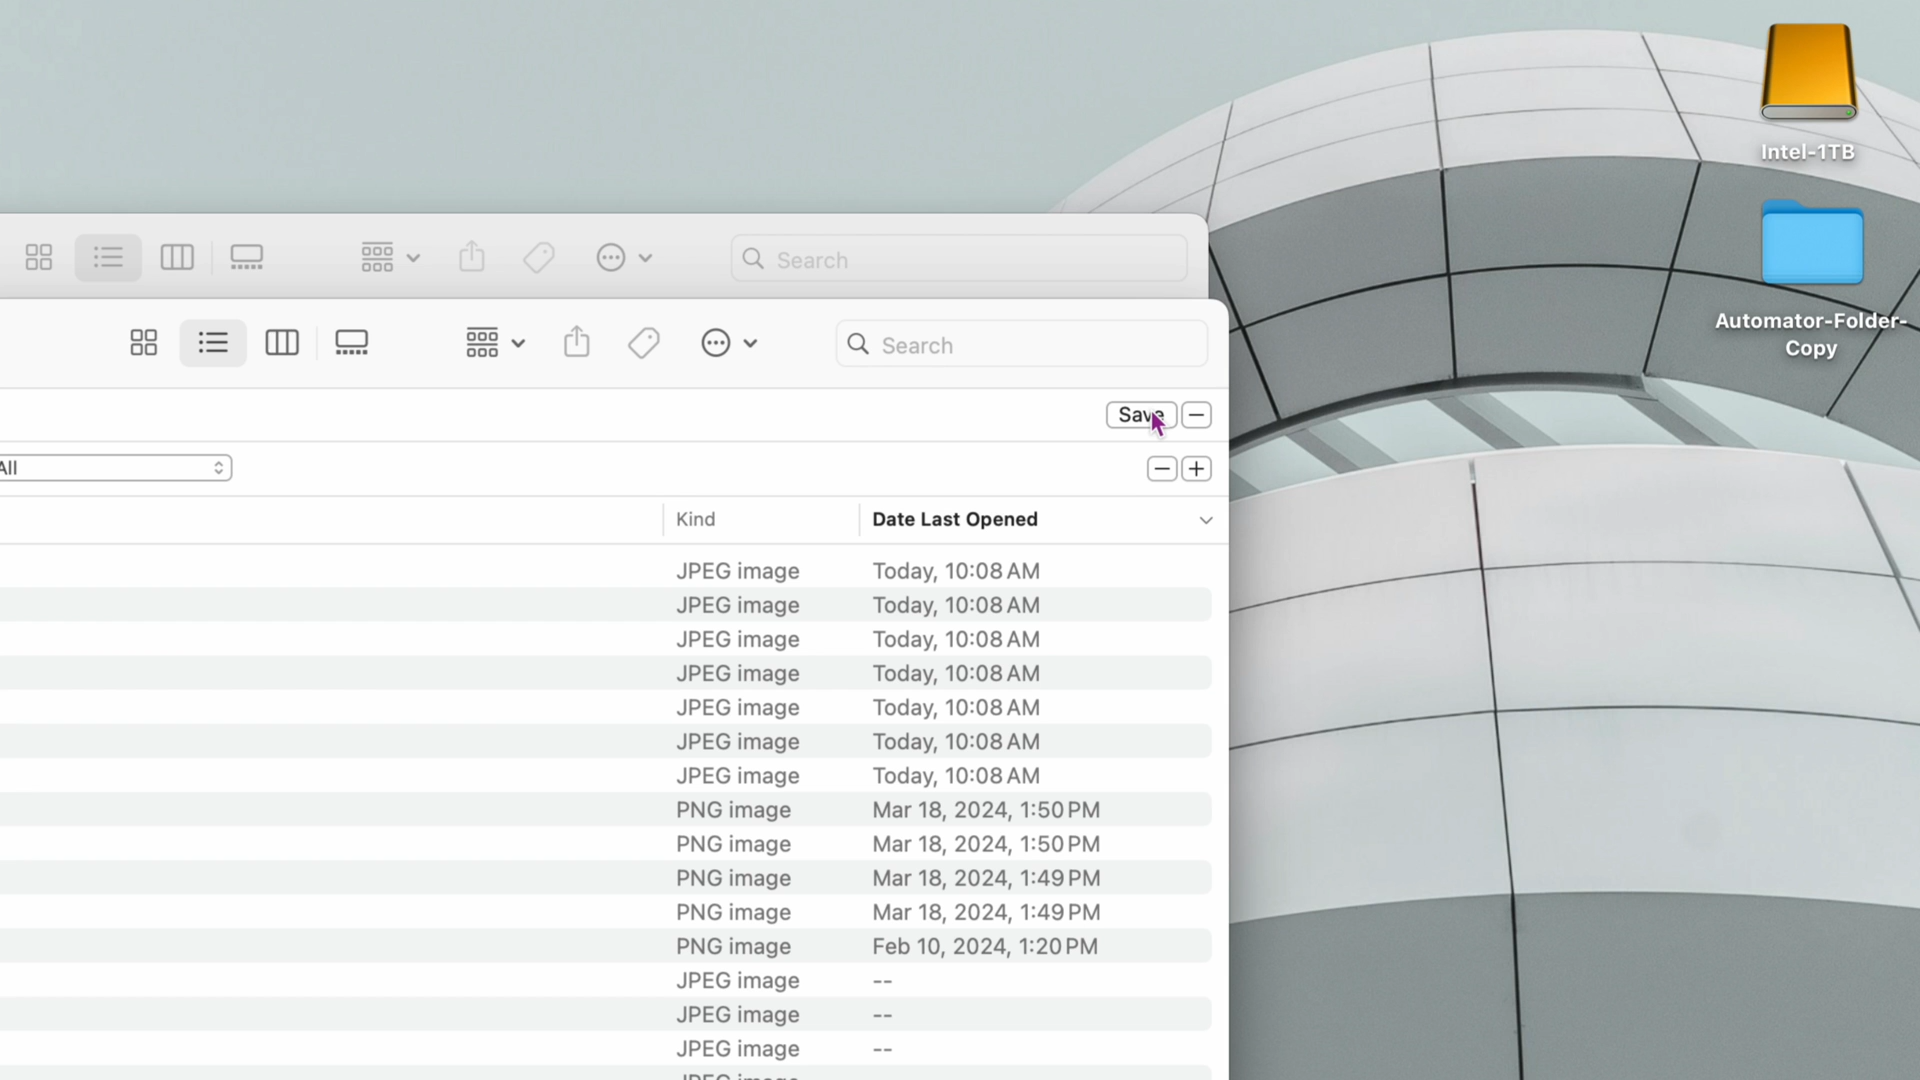 Intel-1TB
Automator-Folder-
Copy
Search
Search
Save
All
Kind Date Last Opened
JPEG image Today, 10:08 AM
JPEG image Today, 10:08 AM
JPEG image Today, 10:08 AM
JPEG image Today, 10:08 AM
JPEG image Today, 10:08 AM
JPEG image Today, 10:08 AM
JPEG image Today, 10:08 AM
PNG image Mar 18, 2024, 1:50 PM
PNG image Mar 18, 2024, 1:50 PM
PNG image Mar 18, 2024, 1:49 PM
PNG image Mar 18, 2024, 1:49 PM
PNG image Feb 10, 2024, 1:20 PM
JPEG image --
JPEG image --
JPEG image --
JPEG image